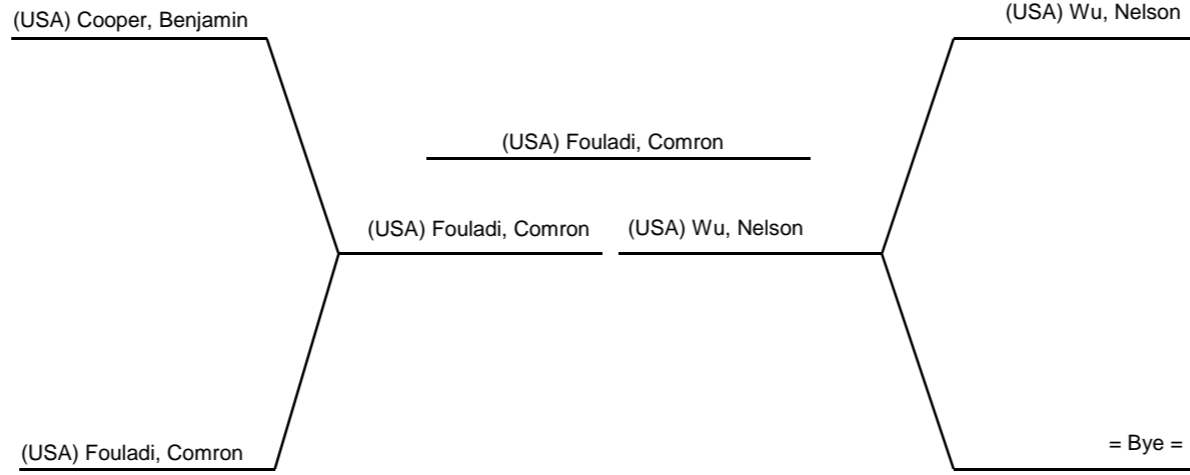 (USA) Cooper, Benjamin
(USA) Wu, Nelson
(USA) Fouladi, Comron
(USA) Fouladi, Comron
(USA) Wu, Nelson
(USA) Fouladi, Comron
= Bye =